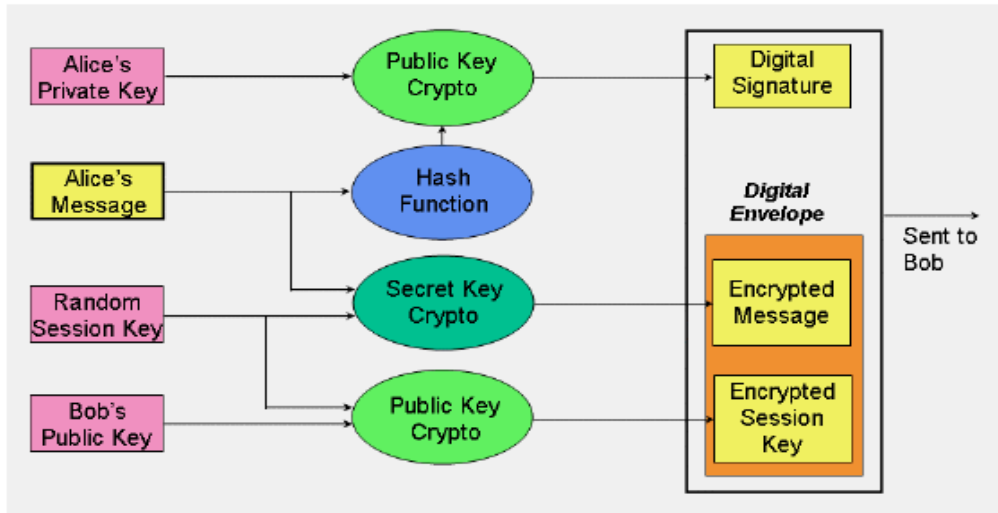 Alice's
Private Key
Public Key
Crypto
Digital
Signature
Alice's
Message
Hash
Function
Digital
Envelope
Sent to
Bob
Random
Session Key
Secret Key
Crypto
Encrypted
Message
Bob's
Public Key
Public Key
Crypto
Encrypted
Session
Key